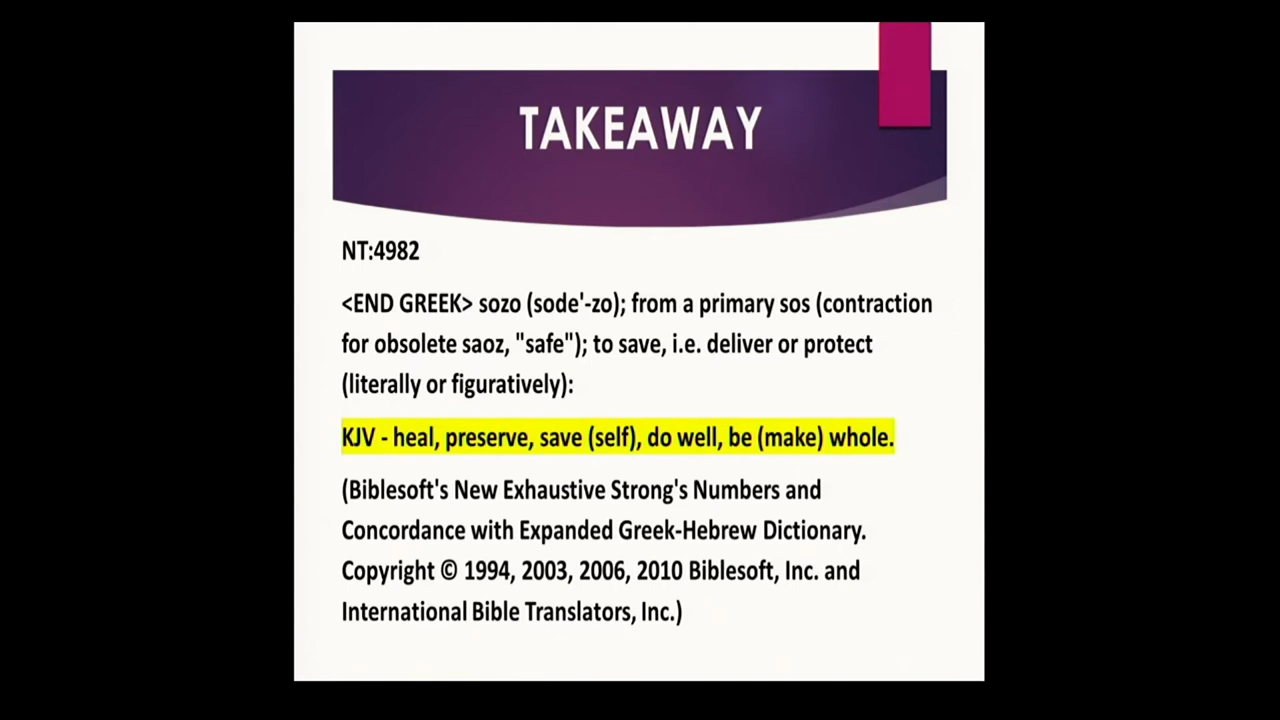 TAKEAWAY
NT:4982
<END GREEK> sozo (sode'-zo); from a primary sos (contraction
for obsolete saoz, "safe"); to save, i.e. deliver or protect
(literally or figuratively):
KJV - heal, preserve, save (self), do well, be (make) whole.
(Biblesoft's New Exhaustive Strong's Numbers and
Concordance with Expanded Greek-Hebrew Dictionary.
Copyright © 1994, 2003, 2006, 2010 Biblesoft, Inc. and
International Bible Translators, Inc.)